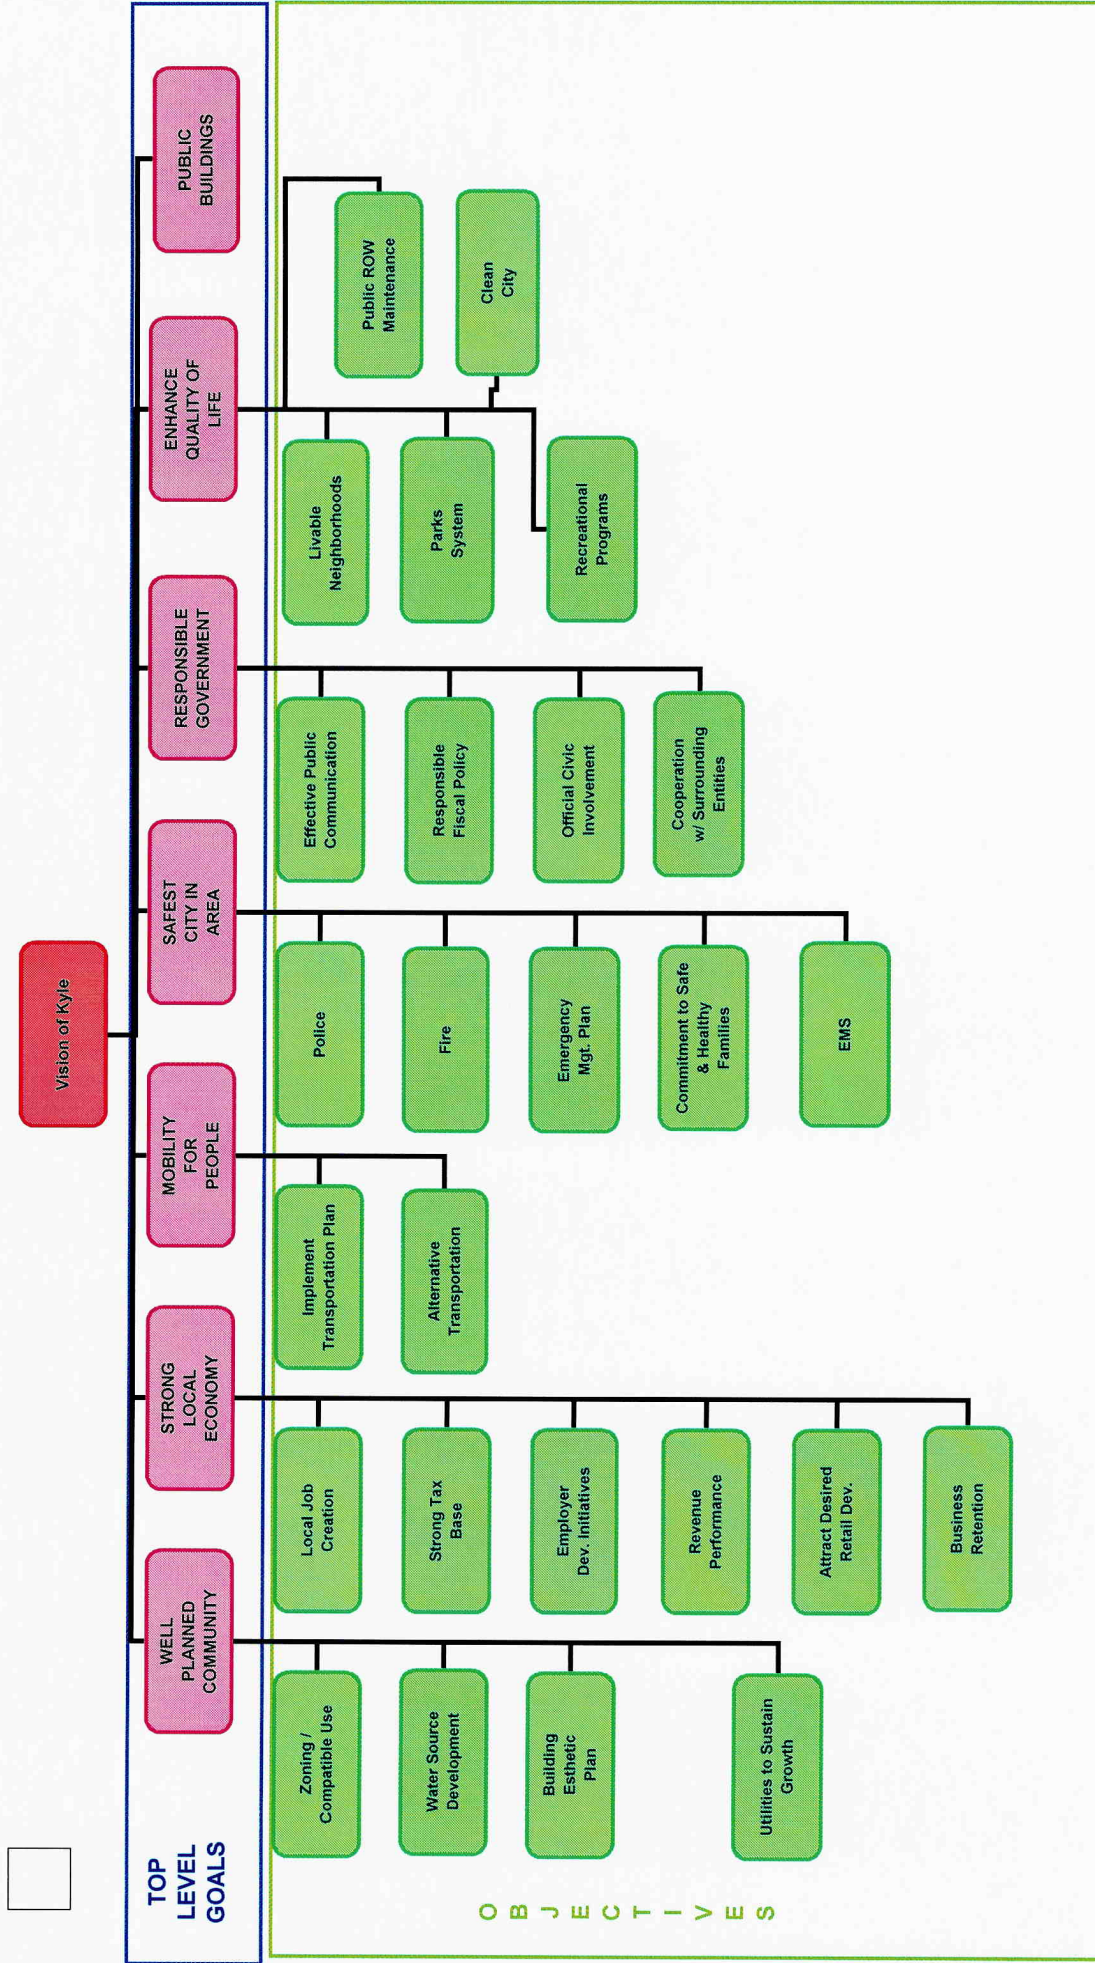 Vision of Kyle
TOP
LEVEL
GOALS
WELL
PLANNED
COMMUNITY
STRONG
LOCAL
ECONOMY
MOBILITY
FOR
PEOPLE
SAFEST
CITY IN
AREA
RESPONSIBLE
GOVERNMENT
ENHANCE
QUALITY OF
LIFE
PUBLIC
BUILDINGS
OBJECTIVES
Zoning /
Compatible Use
Water Source
Development
Building
Esthetic
Plan
Utilities to Sustain
Growth
Local Job
Creation
Strong Tax
Base
Employer
Dev. Initiatives
Revenue
Performance
Attract Desired
Retail Dev.
Business
Retention
Implement
Transportation Plan
Alternative
Transportation
Police
Fire
Emergency
Mgt. Plan
Commitment to Safe
& Healthy
Families
EMS
Effective Public
Communication
Responsible
Fiscal Policy
Official Civic
Involvement
Cooperation
w/ Surrounding
Entities
Livable
Neighborhoods
Parks
System
Recreational
Programs
Public ROW
Maintenance
Clean
City